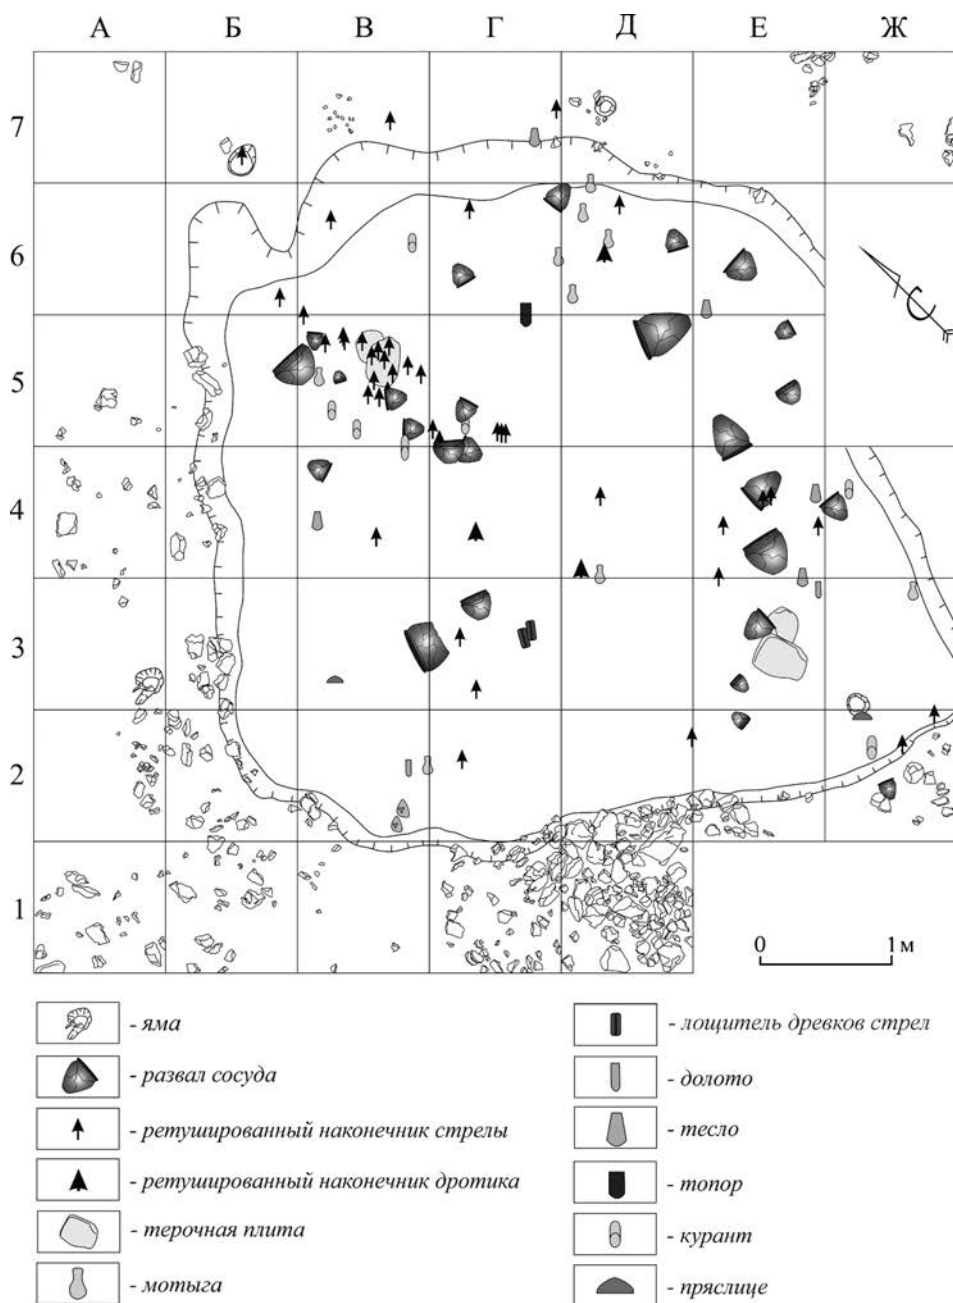 А Б В Г Д Е Ж
7
6
С
5
4
3
2
1
0 1 м
- яма
- развал сосуда
- ретушированный наконечник стрелы
- ретушированный наконечник дротика
- терочная плита
- мотыга
- лощитель древков стрел
- долото
- тесло
- топор
- курант
- пряслице